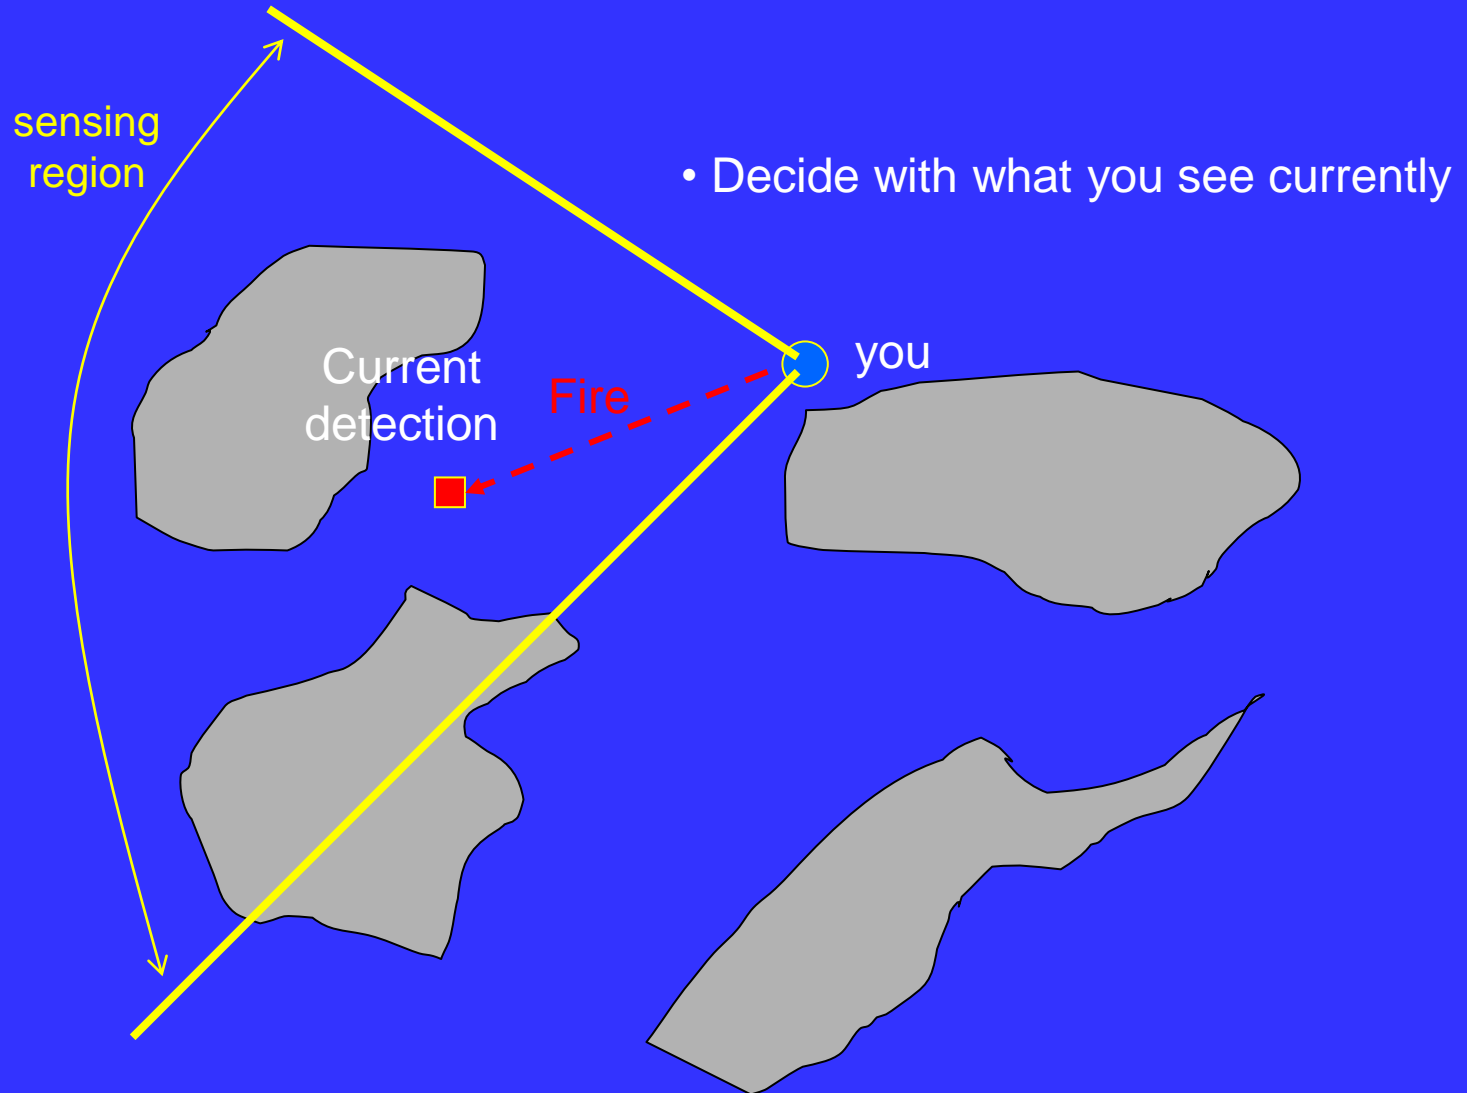 sensing
region
• Decide with what you see currently
you
Current
detection
Fire